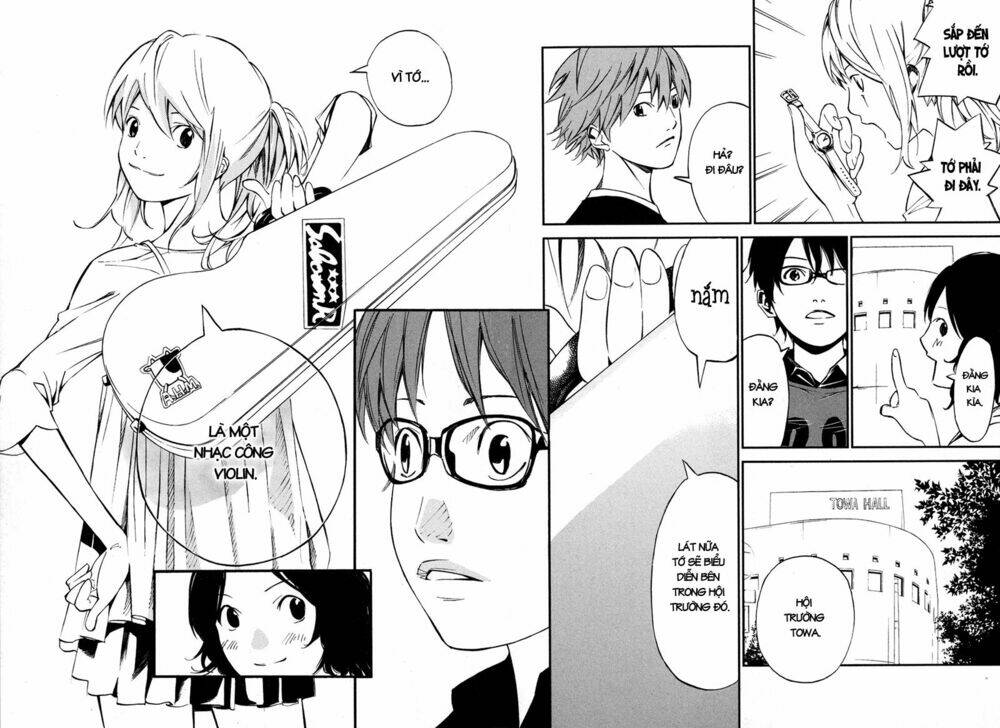 SẮP ĐẾN
LƯỢT TỚ
RỒI.
TỚ PHẢI
ĐI ĐÂY.
HẢ?
ĐI ĐÂU?
ĐẰNG
KIA
KÌA.
ĐẰNG
KIA?
TOWA HALL
HỘI
TRƯỜNG
TOWA.
nắm
LÁT NỮA
TỚ SẼ BIỂU
DIỄN BÊN
TRONG HỘI
TRƯỜNG ĐÓ.
VÌ TỚ...
LÀ MỘT
NHẠC CÔNG
VIOLIN.